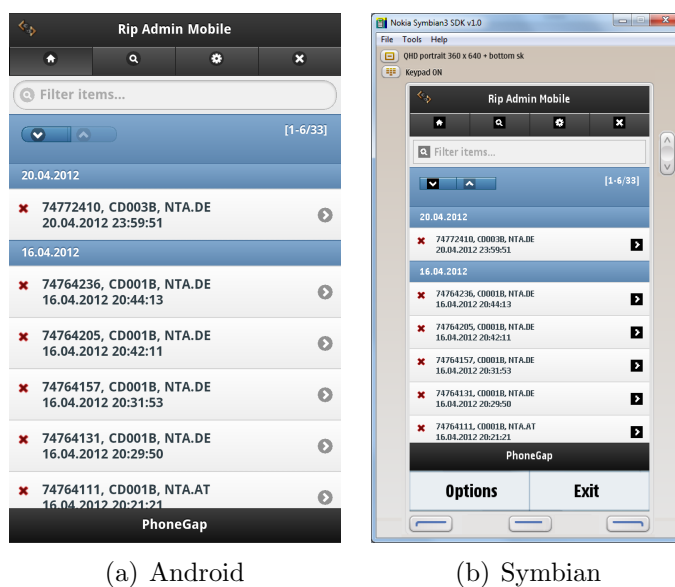 Rip Admin Mobile
Filter items...
[1-6/33]
20.04.2012
74772410, CD003B, NTA.DE
20.04.2012 23:59:51
16.04.2012
74764236, CD001B, NTA.DE
16.04.2012 20:44:13
74764205, CD001B, NTA.DE
16.04.2012 20:42:11
74764157, CD001B, NTA.DE
16.04.2012 20:31:53
74764131, CD001B, NTA.DE
16.04.2012 20:29:50
74764111, CD001B, NTA.AT
16.04.2012 20:21:21
PhoneGap
(a) Android
Nokia Symbian3 SDK v1.0
File Tools Help
QHD portrait 360 x 640 + bottom sk
Keypad ON
Rip Admin Mobile
Filter items...
[1-6/33]
20.04.2012
74772410, CD003B, NTA.DE
20.04.2012 23:59:51
16.04.2012
74764236, CD001B, NTA.DE
16.04.2012 20:44:13
74764205, CD001B, NTA.DE
16.04.2012 20:42:11
74764157, CD001B, NTA.DE
16.04.2012 20:31:53
74764131, CD001B, NTA.DE
16.04.2012 20:29:50
74764111, CD001B, NTA.AT
16.04.2012 20:21:21
PhoneGap
Options Exit
(b) Symbian